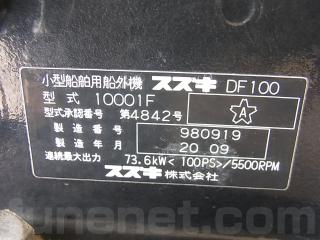 小型船舶用船外機 スズキ DF100
型式 10001F
型式承認番号 第4842号
A
製造番号 980919
製造年月 20 09
連続最大出力 73.6kW<100PS>/5500RPM
スズキ株式会社
funenet.com